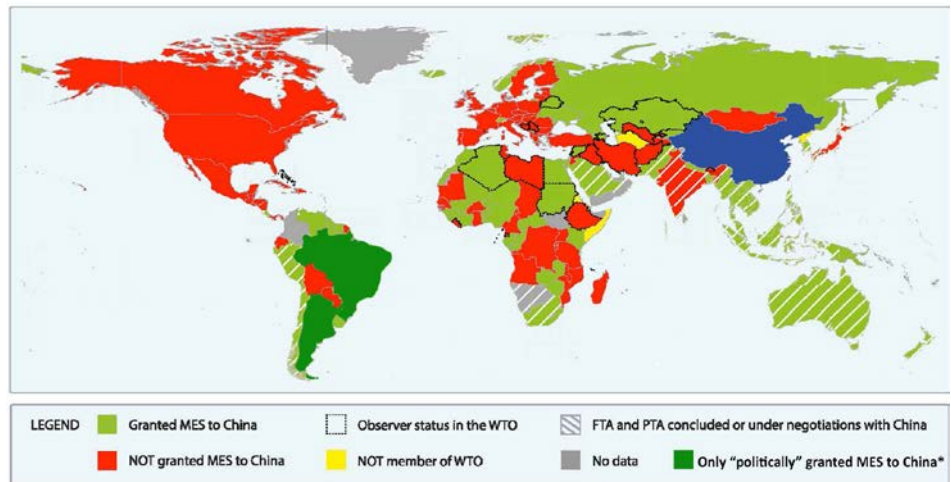 LEGEND
Granted MES to China
Observer status in the WTO
FTA and PTA concluded or under negotiations with China
NOT granted MES to China
NOT member of WTO
No data
Only “politically” granted MES to China*